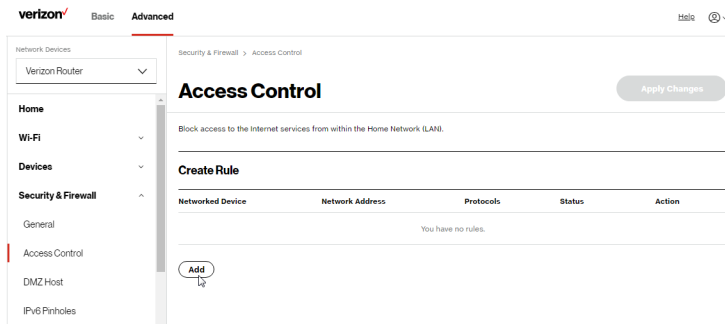 verizon
Basic
Advanced
Help
Network Devices
Verizon Router
Security & Firewall > Access Control
Access Control
Apply Changes
Home
Wi-Fi
Devices
Security & Firewall
General
Access Control
DMZ Host
IPv6 Pinholes
Block access to the Internet services from within the Home Network (LAN).
Create Rule
Networked Device Network Address Protocols Status Action
You have no rules.
Add